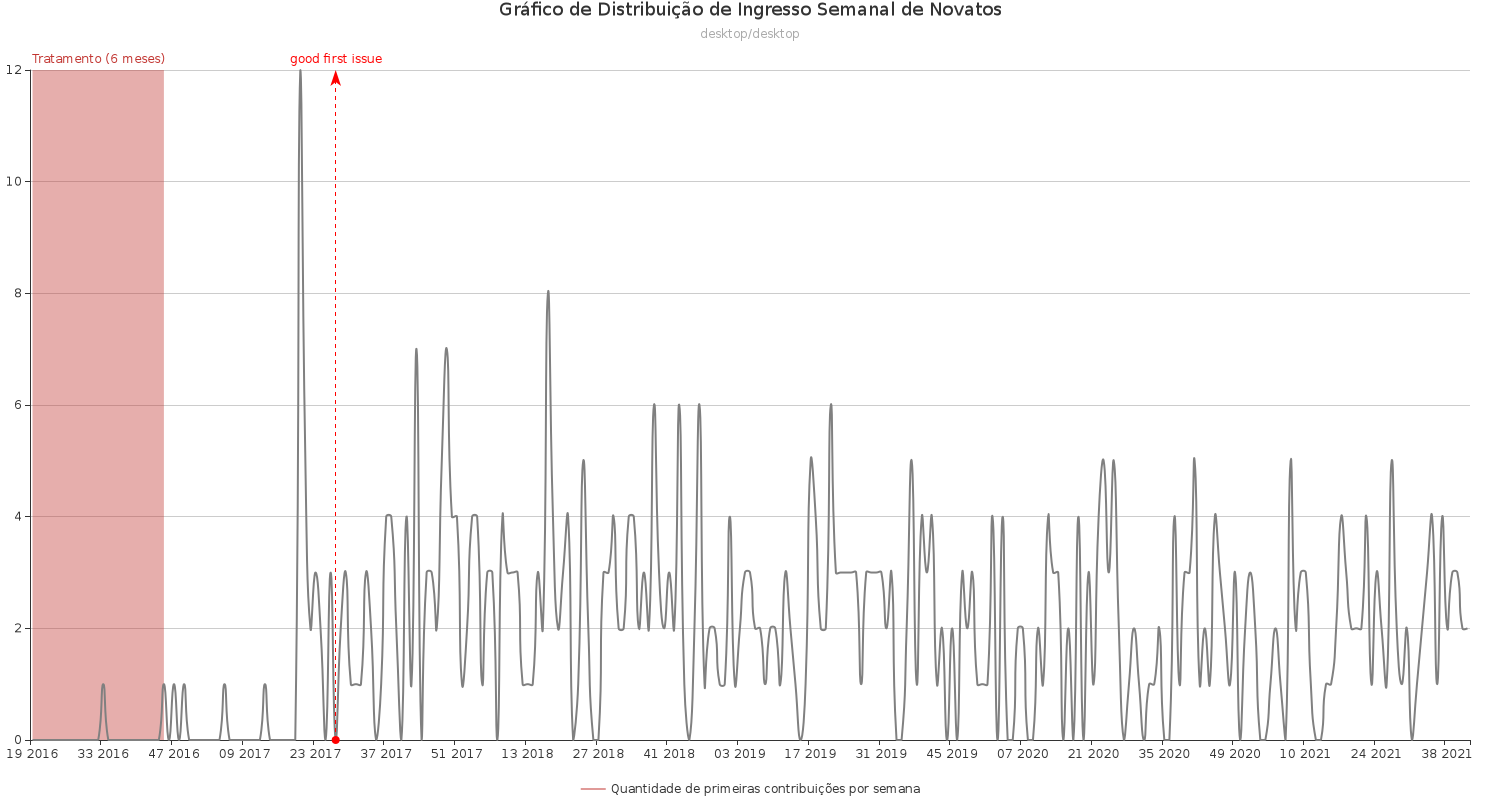 Gráfico de Distribuição de Ingresso Semanal de Novatos
desktop/desktop
Tratamento (6 meses)
good first issue
12
10
8
6
4
2
0
19 2016 33 2016 47 2016 09 2017 23 2017 37 2017 51 2017 13 2018 27 2018 41 2018 03 2019 17 2019 31 2019 45 2019 07 2020 21 2020 35 2020 49 2020 10 2021 24 2021 38 2021
Quantidade de primeiras contribuições por semana